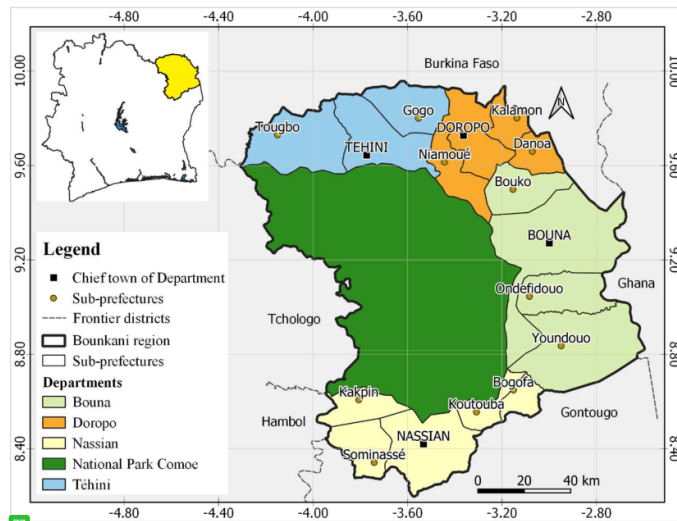 -4.80 -4.40 -4.00 -3.60 -3.20 -2.80
Burkina Faso
10.00 10.00
Gogo Kalamon N
Tougbo DOROPO
TEHINI Niamoué Danoa
9.60 9.60
Bouko
BOUNA
Legend
9.20 9.20
Chief town of Department
Sub-prefectures
Frontier districts
Bounkani region
Sub-prefectures
Departments
Bouna
Doropo
Nassian
National Park Comoe
Téhini
Ondefidouo Ghana
Tchologo
Youndouo
8.80 8.80
Bogofa
Kakpin Koutouba
Gontougo
Hambol
NASSIAN
8.40 8.40
Sominassé
0 20 40 km
-4.80 -4.40 -4.00 -3.60 -3.20 -2.80